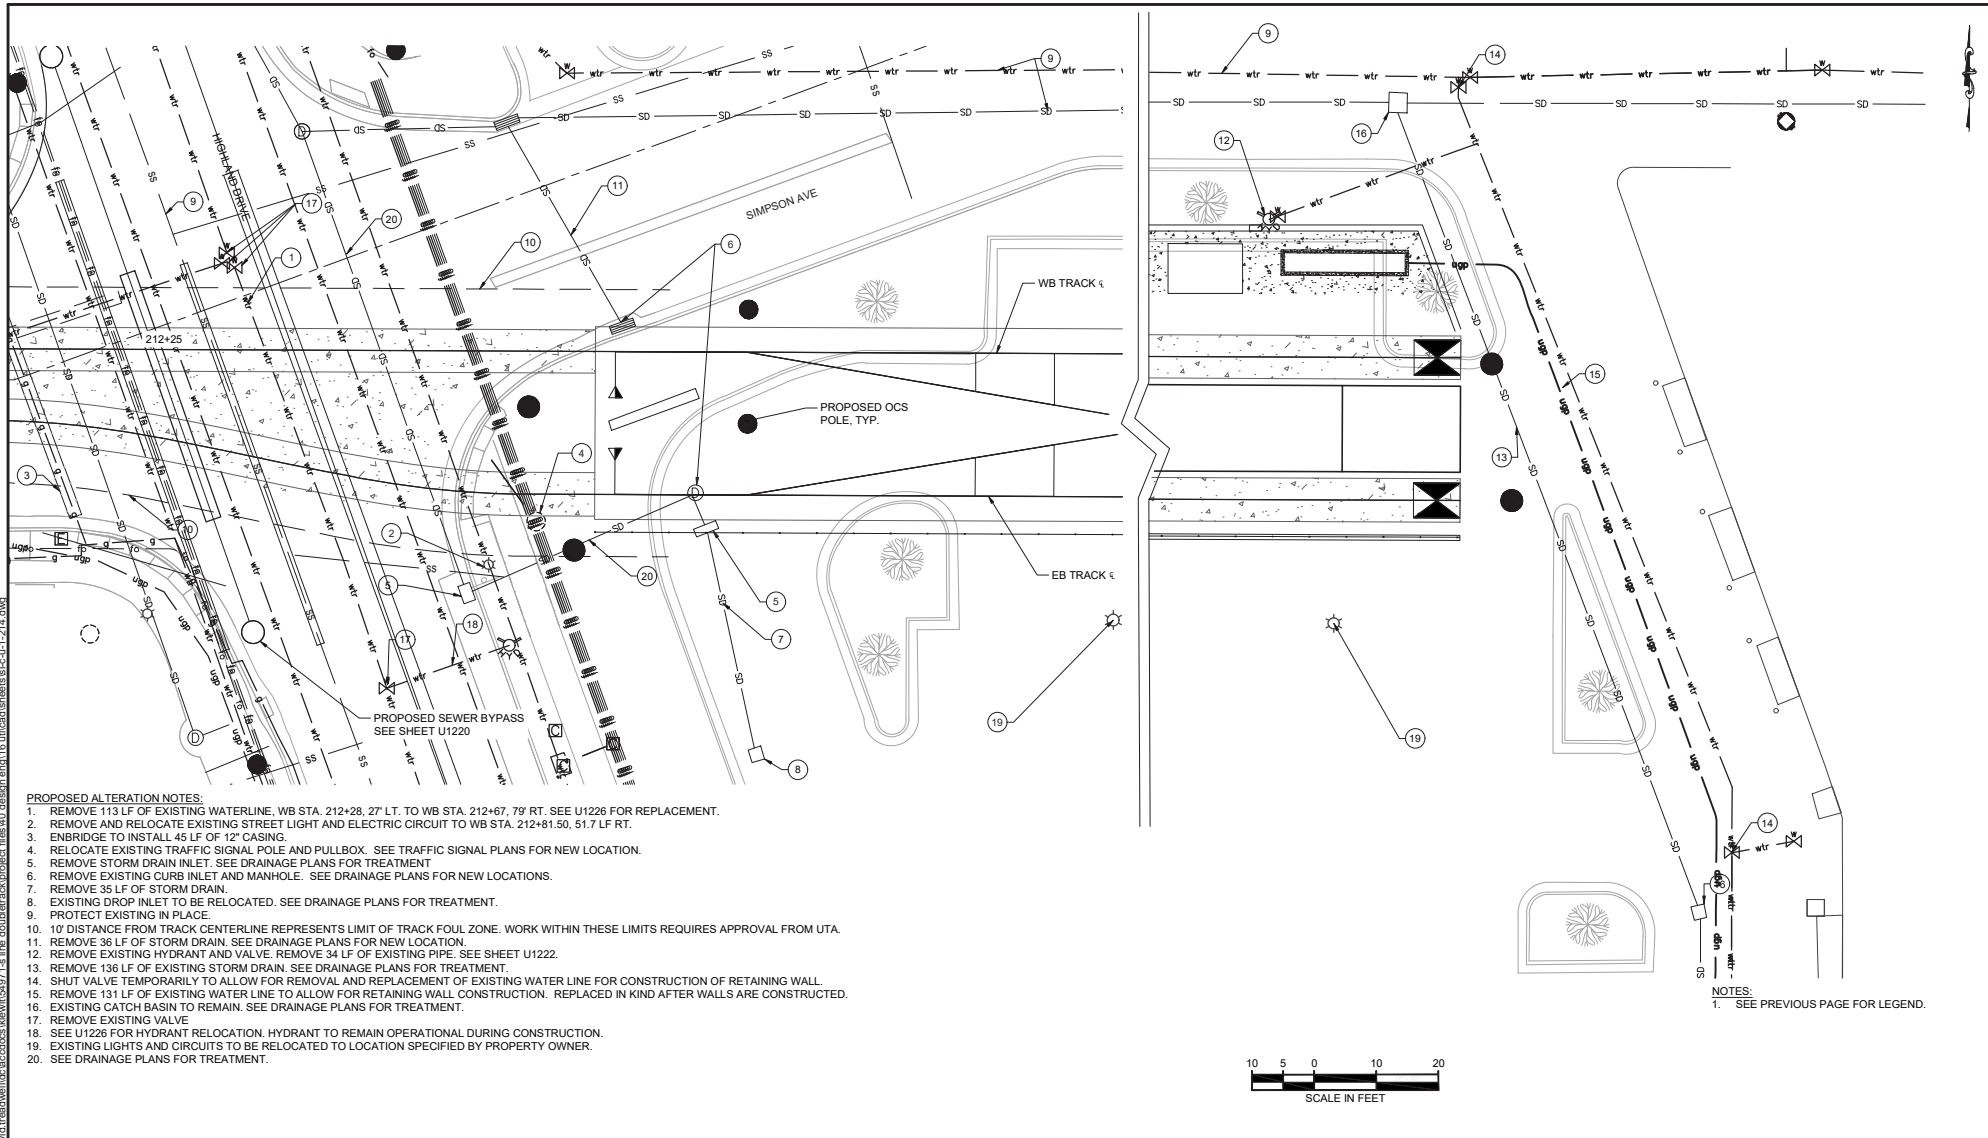 HIGHLAND DRIVE
SIMPSON AVE
212+25
WB TRACK ℄
PROPOSED OCS
POLE, TYP.
EB TRACK ℄
PROPOSED SEWER BYPASS
SEE SHEET U1220
PROPOSED ALTERATION NOTES:
1. REMOVE 113 LF OF EXISTING WATERLINE, WB STA. 212+28, 27' LT. TO WB STA. 212+67, 79' RT. SEE U1226 FOR REPLACEMENT.
2. REMOVE AND RELOCATE EXISTING STREET LIGHT AND ELECTRIC CIRCUIT TO WB STA. 212+81.50, 51.7 LF RT.
3. ENBRIDGE TO INSTALL 45 LF OF 12" CASING.
4. RELOCATE EXISTING TRAFFIC SIGNAL POLE AND PULLBOX. SEE TRAFFIC SIGNAL PLANS FOR NEW LOCATION.
5. REMOVE STORM DRAIN INLET. SEE DRAINAGE PLANS FOR TREATMENT
6. REMOVE EXISTING CURB INLET AND MANHOLE. SEE DRAINAGE PLANS FOR NEW LOCATIONS.
7. REMOVE 35 LF OF STORM DRAIN.
8. EXISTING DROP INLET TO BE RELOCATED. SEE DRAINAGE PLANS FOR TREATMENT.
9. PROTECT EXISTING IN PLACE.
10. 10' DISTANCE FROM TRACK CENTERLINE REPRESENTS LIMIT OF TRACK FOUL ZONE. WORK WITHIN THESE LIMITS REQUIRES APPROVAL FROM UTA.
11. REMOVE 36 LF OF STORM DRAIN. SEE DRAINAGE PLANS FOR NEW LOCATION.
12. REMOVE EXISTING HYDRANT AND VALVE. REMOVE 34 LF OF EXISTING PIPE. SEE SHEET U1222.
13. REMOVE 136 LF OF EXISTING STORM DRAIN. SEE DRAINAGE PLANS FOR TREATMENT.
14. SHUT VALVE TEMPORARILY TO ALLOW FOR REMOVAL AND REPLACEMENT OF EXISTING WATER LINE FOR CONSTRUCTION OF RETAINING WALL.
15. REMOVE 131 LF OF EXISTING WATER LINE TO ALLOW FOR RETAINING WALL CONSTRUCTION. REPLACED IN KIND AFTER WALLS ARE CONSTRUCTED.
16. EXISTING CATCH BASIN TO REMAIN. SEE DRAINAGE PLANS FOR TREATMENT.
17. REMOVE EXISTING VALVE
18. SEE U1226 FOR HYDRANT RELOCATION. HYDRANT TO REMAIN OPERATIONAL DURING CONSTRUCTION.
19. EXISTING LIGHTS AND CIRCUITS TO BE RELOCATED TO LOCATION SPECIFIED BY PROPERTY OWNER.
20. SEE DRAINAGE PLANS FOR TREATMENT.
NOTES:
1. SEE PREVIOUS PAGE FOR LEGEND.
10 5 0 10 20
SCALE IN FEET